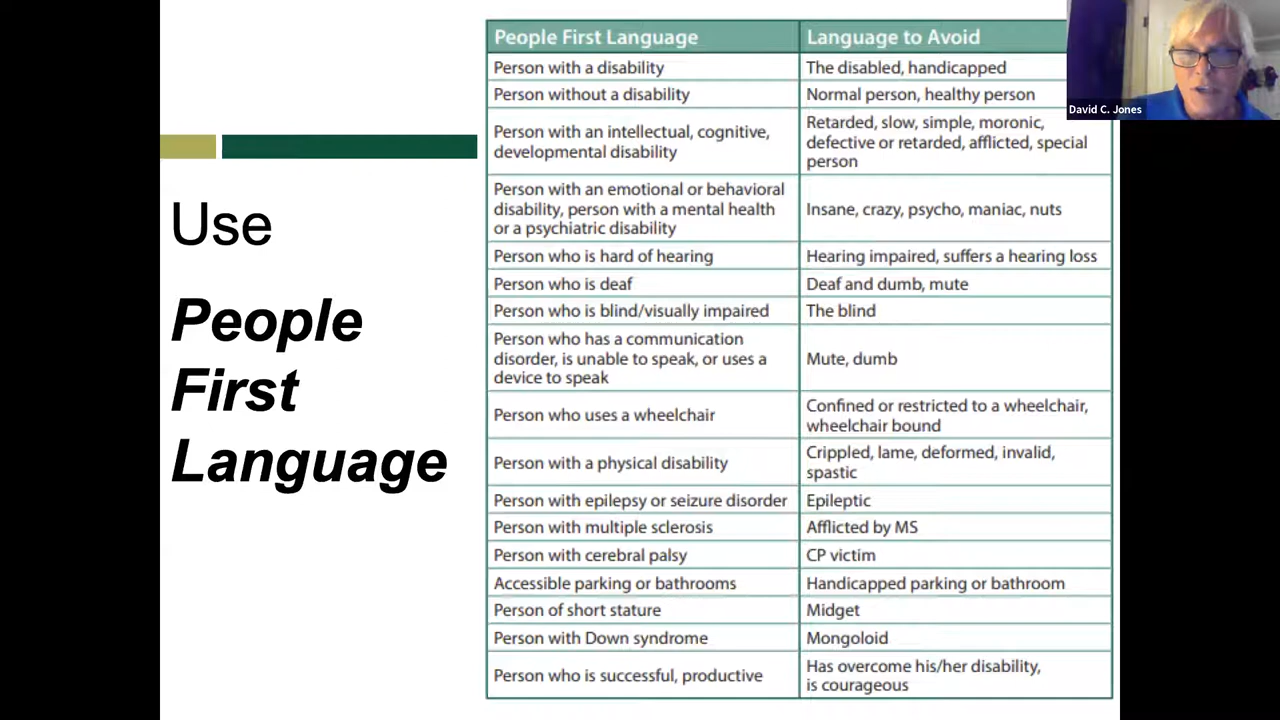 Use
People
First
Language
People First Language
Language to Avoid
Person with a disability
The disabled, handicapped
Person without a disability
Normal person, healthy person
Person with an intellectual, cognitive,
developmental disability
Retarded, slow, simple, moronic,
defective or retarded, afflicted, special
person
Person with an emotional or behavioral
disability, person with a mental health
or a psychiatric disability
Insane, crazy, psycho, maniac, nuts
Person who is hard of hearing
Hearing impaired, suffers a hearing loss
Person who is deaf
Deaf and dumb, mute
Person who is blind/visually impaired
The blind
Person who has a communication
disorder, is unable to speak, or uses a
device to speak
Mute, dumb
Person who uses a wheelchair
Confined or restricted to a wheelchair,
wheelchair bound
Person with a physical disability
Crippled, lame, deformed, invalid,
spastic
Person with epilepsy or seizure disorder
Epileptic
Person with multiple sclerosis
Afflicted by MS
Person with cerebral palsy
CP victim
Accessible parking or bathrooms
Handicapped parking or bathroom
Person of short stature
Midget
Person with Down syndrome
Mongoloid
Person who is successful, productive
Has overcome his/her disability,
is courageous
David C. Jones